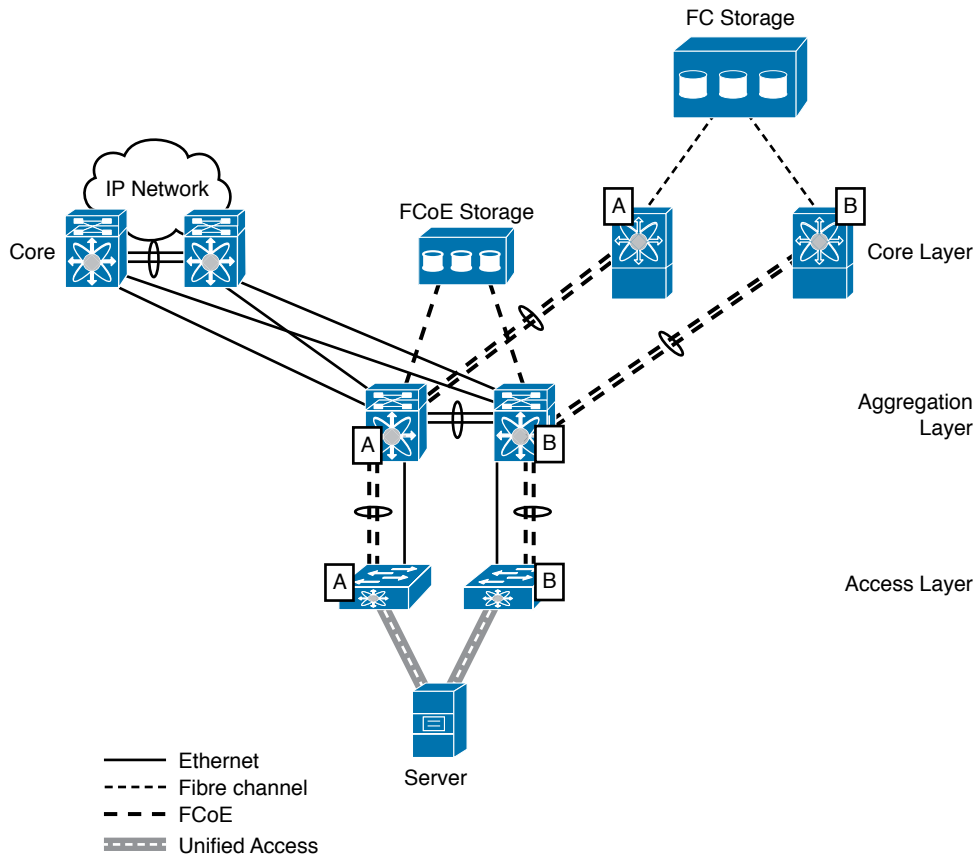 FC Storage
IP Network
FCoE Storage
A
B
Core
Core Layer
Aggregation
Layer
A
B
A
B
Access Layer
Server
Ethernet
Fibre channel
FCoE
Unified Access